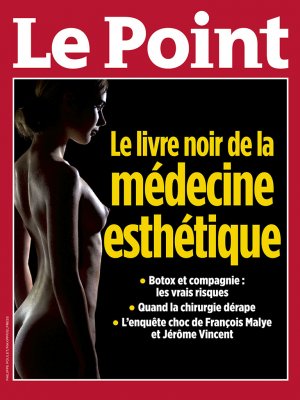 Le Point
Le livre noir de la
médecine
esthétique
• Botox et compagnie :
les vrais risques
• Quand la chirurgie dérape
• L'enquête choc de François Malye
et Jérôme Vincent